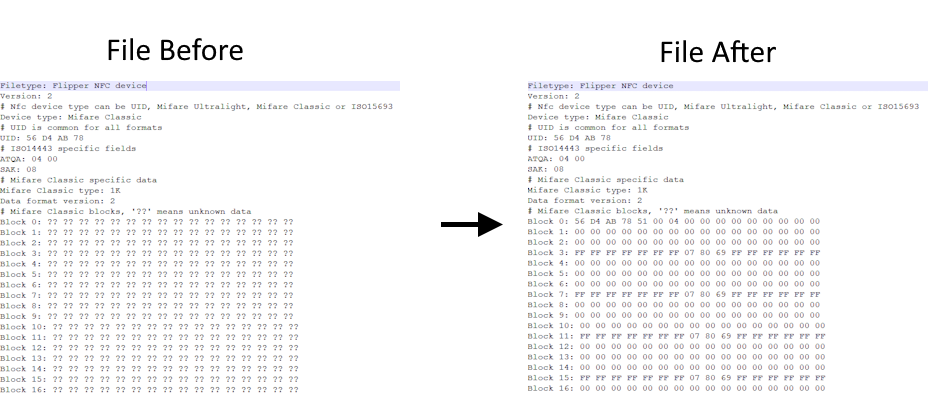 File Before
Filetype: Flipper NFC device
Version: 2
# Nfc device type can be UID, Mifare Ultralight, Mifare Classic or ISO15693
Device type: Mifare Classic
# UID is common for all formats
UID: 56 D4 AB 78
# ISO14443 specific fields
ATQA: 04 00
SAK: 08
# Mifare Classic specific data
Mifare Classic type: 1K
Data format version: 2
# Mifare Classic blocks, '??' means unknown data
Block 0: ?? ?? ?? ?? ?? ?? ?? ?? ?? ?? ?? ?? ?? ?? ?? ??
Block 1: ?? ?? ?? ?? ?? ?? ?? ?? ?? ?? ?? ?? ?? ?? ?? ??
Block 2: ?? ?? ?? ?? ?? ?? ?? ?? ?? ?? ?? ?? ?? ?? ?? ??
Block 3: ?? ?? ?? ?? ?? ?? ?? ?? ?? ?? ?? ?? ?? ?? ?? ??
Block 4: ?? ?? ?? ?? ?? ?? ?? ?? ?? ?? ?? ?? ?? ?? ?? ??
Block 5: ?? ?? ?? ?? ?? ?? ?? ?? ?? ?? ?? ?? ?? ?? ?? ??
Block 6: ?? ?? ?? ?? ?? ?? ?? ?? ?? ?? ?? ?? ?? ?? ?? ??
Block 7: ?? ?? ?? ?? ?? ?? ?? ?? ?? ?? ?? ?? ?? ?? ?? ??
Block 8: ?? ?? ?? ?? ?? ?? ?? ?? ?? ?? ?? ?? ?? ?? ?? ??
Block 9: ?? ?? ?? ?? ?? ?? ?? ?? ?? ?? ?? ?? ?? ?? ?? ??
Block 10: ?? ?? ?? ?? ?? ?? ?? ?? ?? ?? ?? ?? ?? ?? ?? ??
Block 11: ?? ?? ?? ?? ?? ?? ?? ?? ?? ?? ?? ?? ?? ?? ?? ??
Block 12: ?? ?? ?? ?? ?? ?? ?? ?? ?? ?? ?? ?? ?? ?? ?? ??
Block 13: ?? ?? ?? ?? ?? ?? ?? ?? ?? ?? ?? ?? ?? ?? ?? ??
Block 14: ?? ?? ?? ?? ?? ?? ?? ?? ?? ?? ?? ?? ?? ?? ?? ??
Block 15: ?? ?? ?? ?? ?? ?? ?? ?? ?? ?? ?? ?? ?? ?? ?? ??
Block 16: ?? ?? ?? ?? ?? ?? ?? ?? ?? ?? ?? ?? ?? ?? ?? ??
File After
Filetype: Flipper NFC device
Version: 2
# Nfc device type can be UID, Mifare Ultralight, Mifare Classic or ISO15693
Device type: Mifare Classic
# UID is common for all formats
UID: 56 D4 AB 78
# ISO14443 specific fields
ATQA: 04 00
SAK: 08
# Mifare Classic specific data
Mifare Classic type: 1K
Data format version: 2
# Mifare Classic blocks, '??' means unknown data
Block 0: 56 D4 AB 78 51 00 04 00 00 00 00 00 00 00 00 00
Block 1: 00 00 00 00 00 00 00 00 00 00 00 00 00 00 00 00
Block 2: 00 00 00 00 00 00 00 00 00 00 00 00 00 00 00 00
Block 3: FF FF FF FF FF FF FF 07 80 69 FF FF FF FF FF FF
Block 4: 00 00 00 00 00 00 00 00 00 00 00 00 00 00 00 00
Block 5: 00 00 00 00 00 00 00 00 00 00 00 00 00 00 00 00
Block 6: 00 00 00 00 00 00 00 00 00 00 00 00 00 00 00 00
Block 7: FF FF FF FF FF FF FF 07 80 69 FF FF FF FF FF FF
Block 8: 00 00 00 00 00 00 00 00 00 00 00 00 00 00 00 00
Block 9: 00 00 00 00 00 00 00 00 00 00 00 00 00 00 00 00
Block 10: 00 00 00 00 00 00 00 00 00 00 00 00 00 00 00 00
Block 11: FF FF FF FF FF FF FF 07 80 69 FF FF FF FF FF FF
Block 12: 00 00 00 00 00 00 00 00 00 00 00 00 00 00 00 00
Block 13: 00 00 00 00 00 00 00 00 00 00 00 00 00 00 00 00
Block 14: 00 00 00 00 00 00 00 00 00 00 00 00 00 00 00 00
Block 15: FF FF FF FF FF FF FF 07 80 69 FF FF FF FF FF FF
Block 16: 00 00 00 00 00 00 00 00 00 00 00 00 00 00 00 00